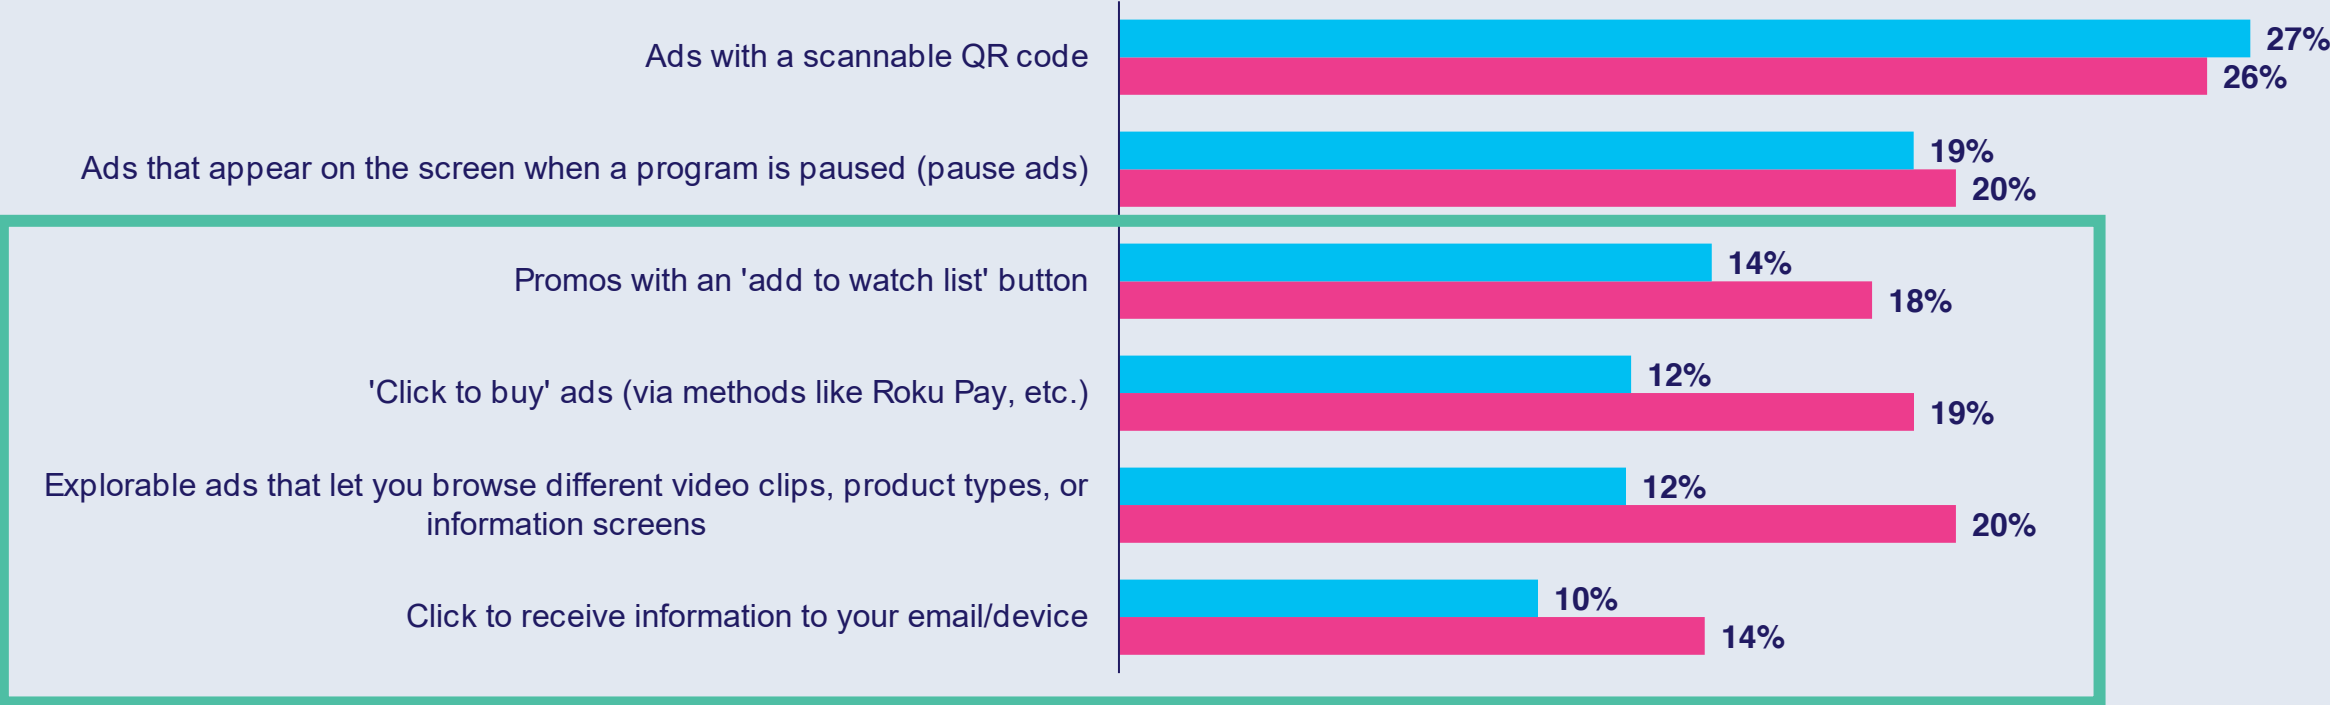 Ads with a scannable QR code
27%
26%
Ads that appear on the screen when a program is paused (pause ads)
19%
20%
Promos with an 'add to watch list' button
14%
18%
'Click to buy' ads (via methods like Roku Pay, etc.)
12%
19%
Explorable ads that let you browse different video clips, product types, or
information screens
12%
20%
Click to receive information to your email/device
10%
14%